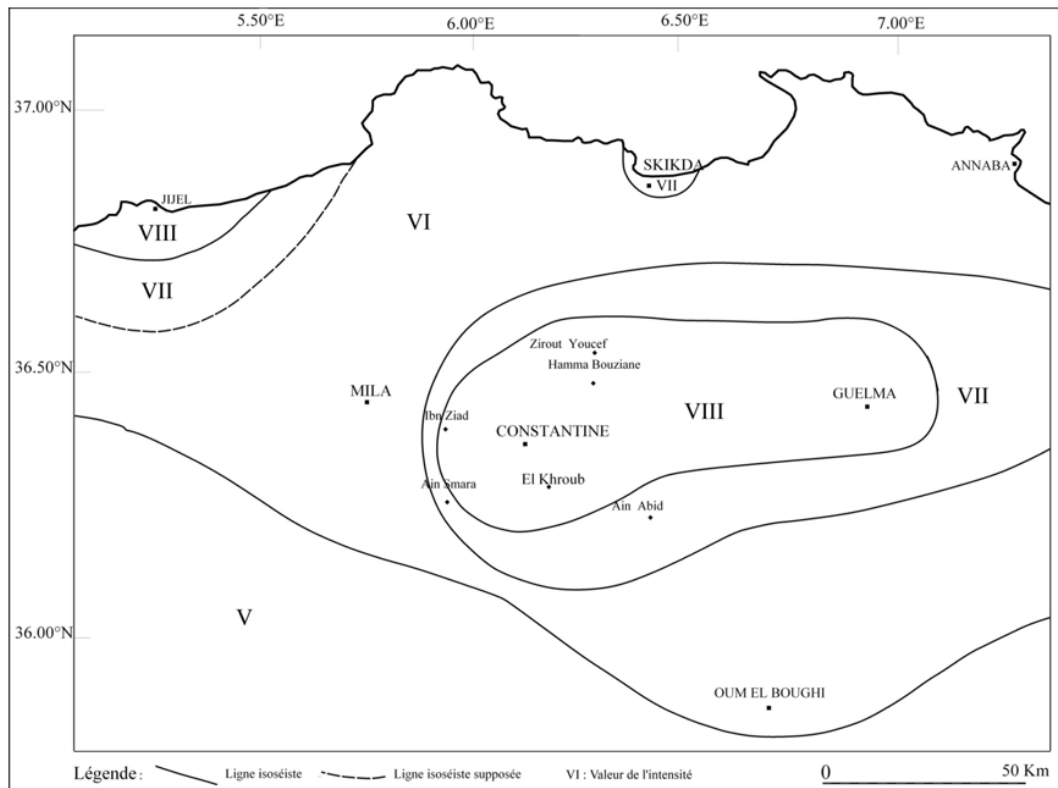 5.50°E 6.00°E 6.50°E 7.00°E
37.00°N
SKIKDA
VII
ANNABA
JIJEL
VIII
VI
VII
Zirout Youcef
36.50°N
Hamma Bouziane
MILA
GUELMA
VII
VIII
Ibn Ziad
CONSTANTINE
Ain Smara
El Khroub
Ain Abid
V
36.00°N
OUM EL BOUGHI
Légende : Ligne isoséiste Ligne isoséiste supposée VI : Valeur de l'intensité 0 50 Km